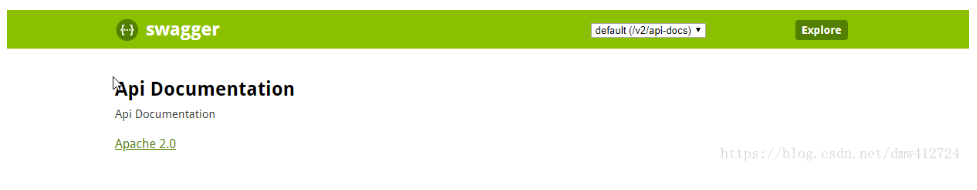 swagger
default (/v2/api-docs)
Explore
Api Documentation
Api Documentation
Apache 2.0
https://blog.csdn.net/dmw412724